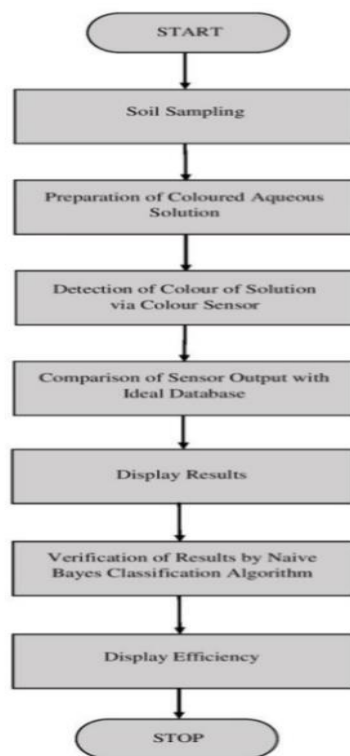 START
Soil Sampling
Preparation of Coloured Aqueous
Solution
Detection of Colour of Solution
via Colour Sensor
Comparison of Sensor Output with
Ideal Database
Display Results
Verification of Results by Naive
Bayes Classification Algorithm
Display Efficiency
STOP